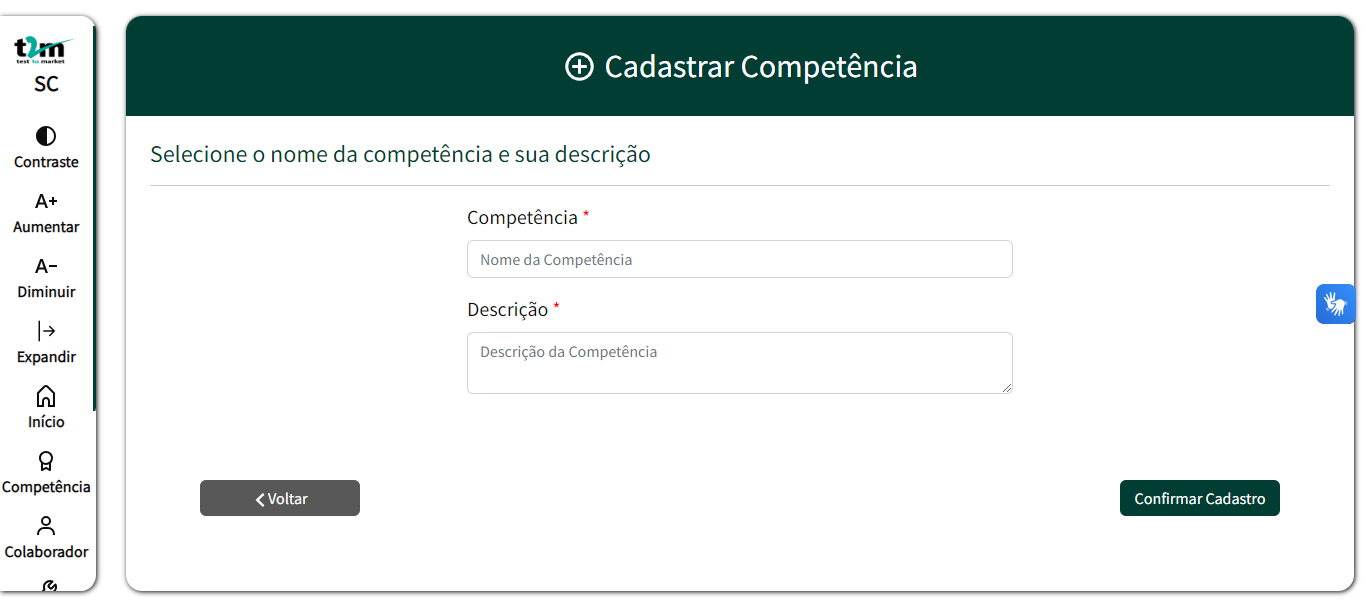 t2m
test to market
SC
Contraste
A+
Aumentar
A-
Diminuir
Expandir
Início
Competência
Colaborador
Cadastrar Competência
Selecione o nome da competência e sua descrição
Competência *
Nome da Competência
Descrição *
Descrição da Competência
Voltar
Confirmar Cadastro